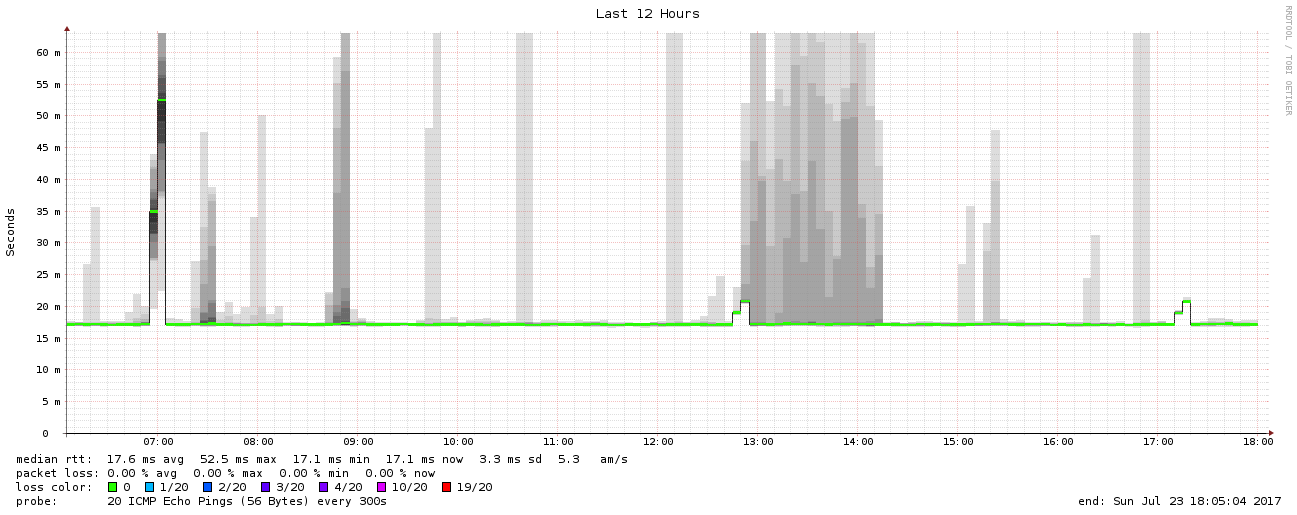 Last 12 Hours
RRDTOOL / TOBI OETIKER
Seconds
60 m
55 m
50 m
45 m
40 m
35 m
30 m
25 m
20 m
15 m
10 m
5 m
0
07:00 08:00 09:00 10:00 11:00 12:00 13:00 14:00 15:00 16:00 17:00 18:00
median rtt: 17.6 ms avg 52.5 ms max 17.1 ms min 17.1 ms now 3.3 ms sd 5.3 am/s
packet loss: 0.00 % avg 0.00 % max 0.00 % min 0.00 % now
loss color: 0 1/20 2/20 3/20 4/20 10/20 19/20
probe: 20 ICMP Echo Pings (56 Bytes) every 300s end: Sun Jul 23 18:05:04 2017